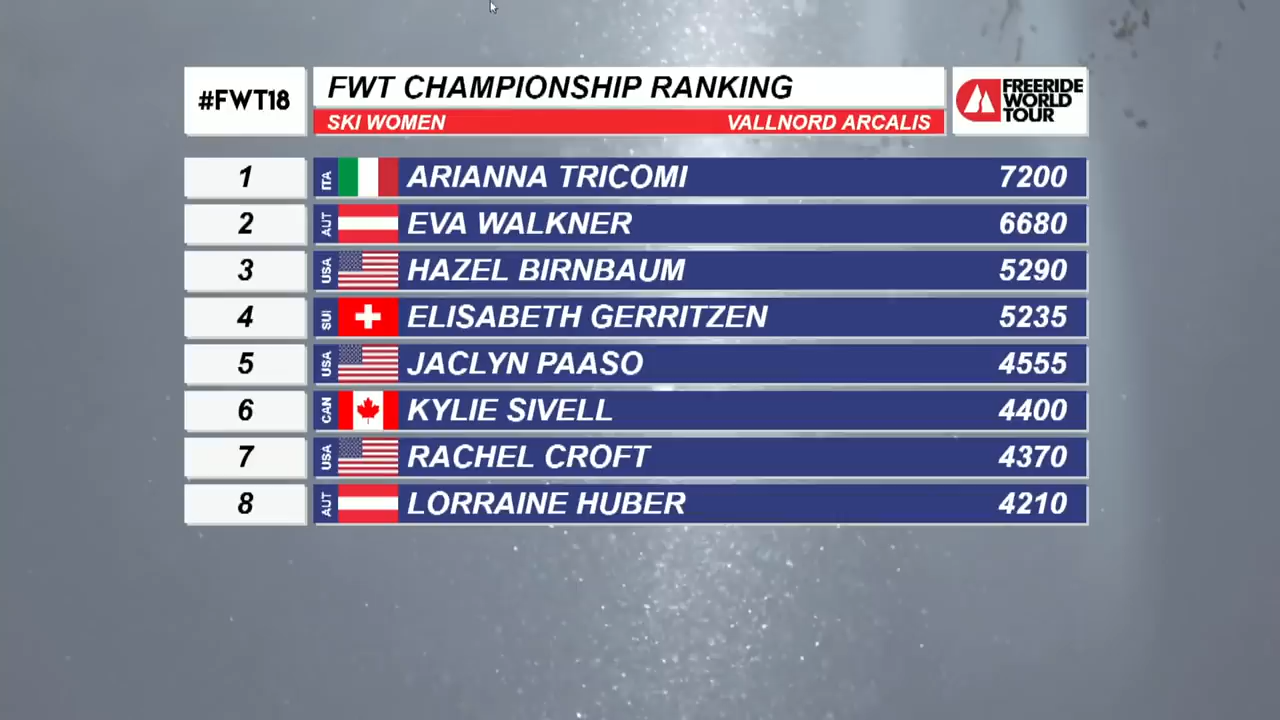 #FWT18
FWT CHAMPIONSHIP RANKING
SKI WOMEN VALLNORD ARCALIS
FREERIDE
WORLD
TOUR
1 ITA ARIANNA TRICOMI 7200
2 AUT EVA WALKNER 6680
3 USA HAZEL BIRNBAUM 5290
4 SUI ELISABETH GERRITZEN 5235
5 USA JACLYN PAASO 4555
6 CAN KYLIE SIVELL 4400
7 USA RACHEL CROFT 4370
8 AUT LORRAINE HUBER 4210